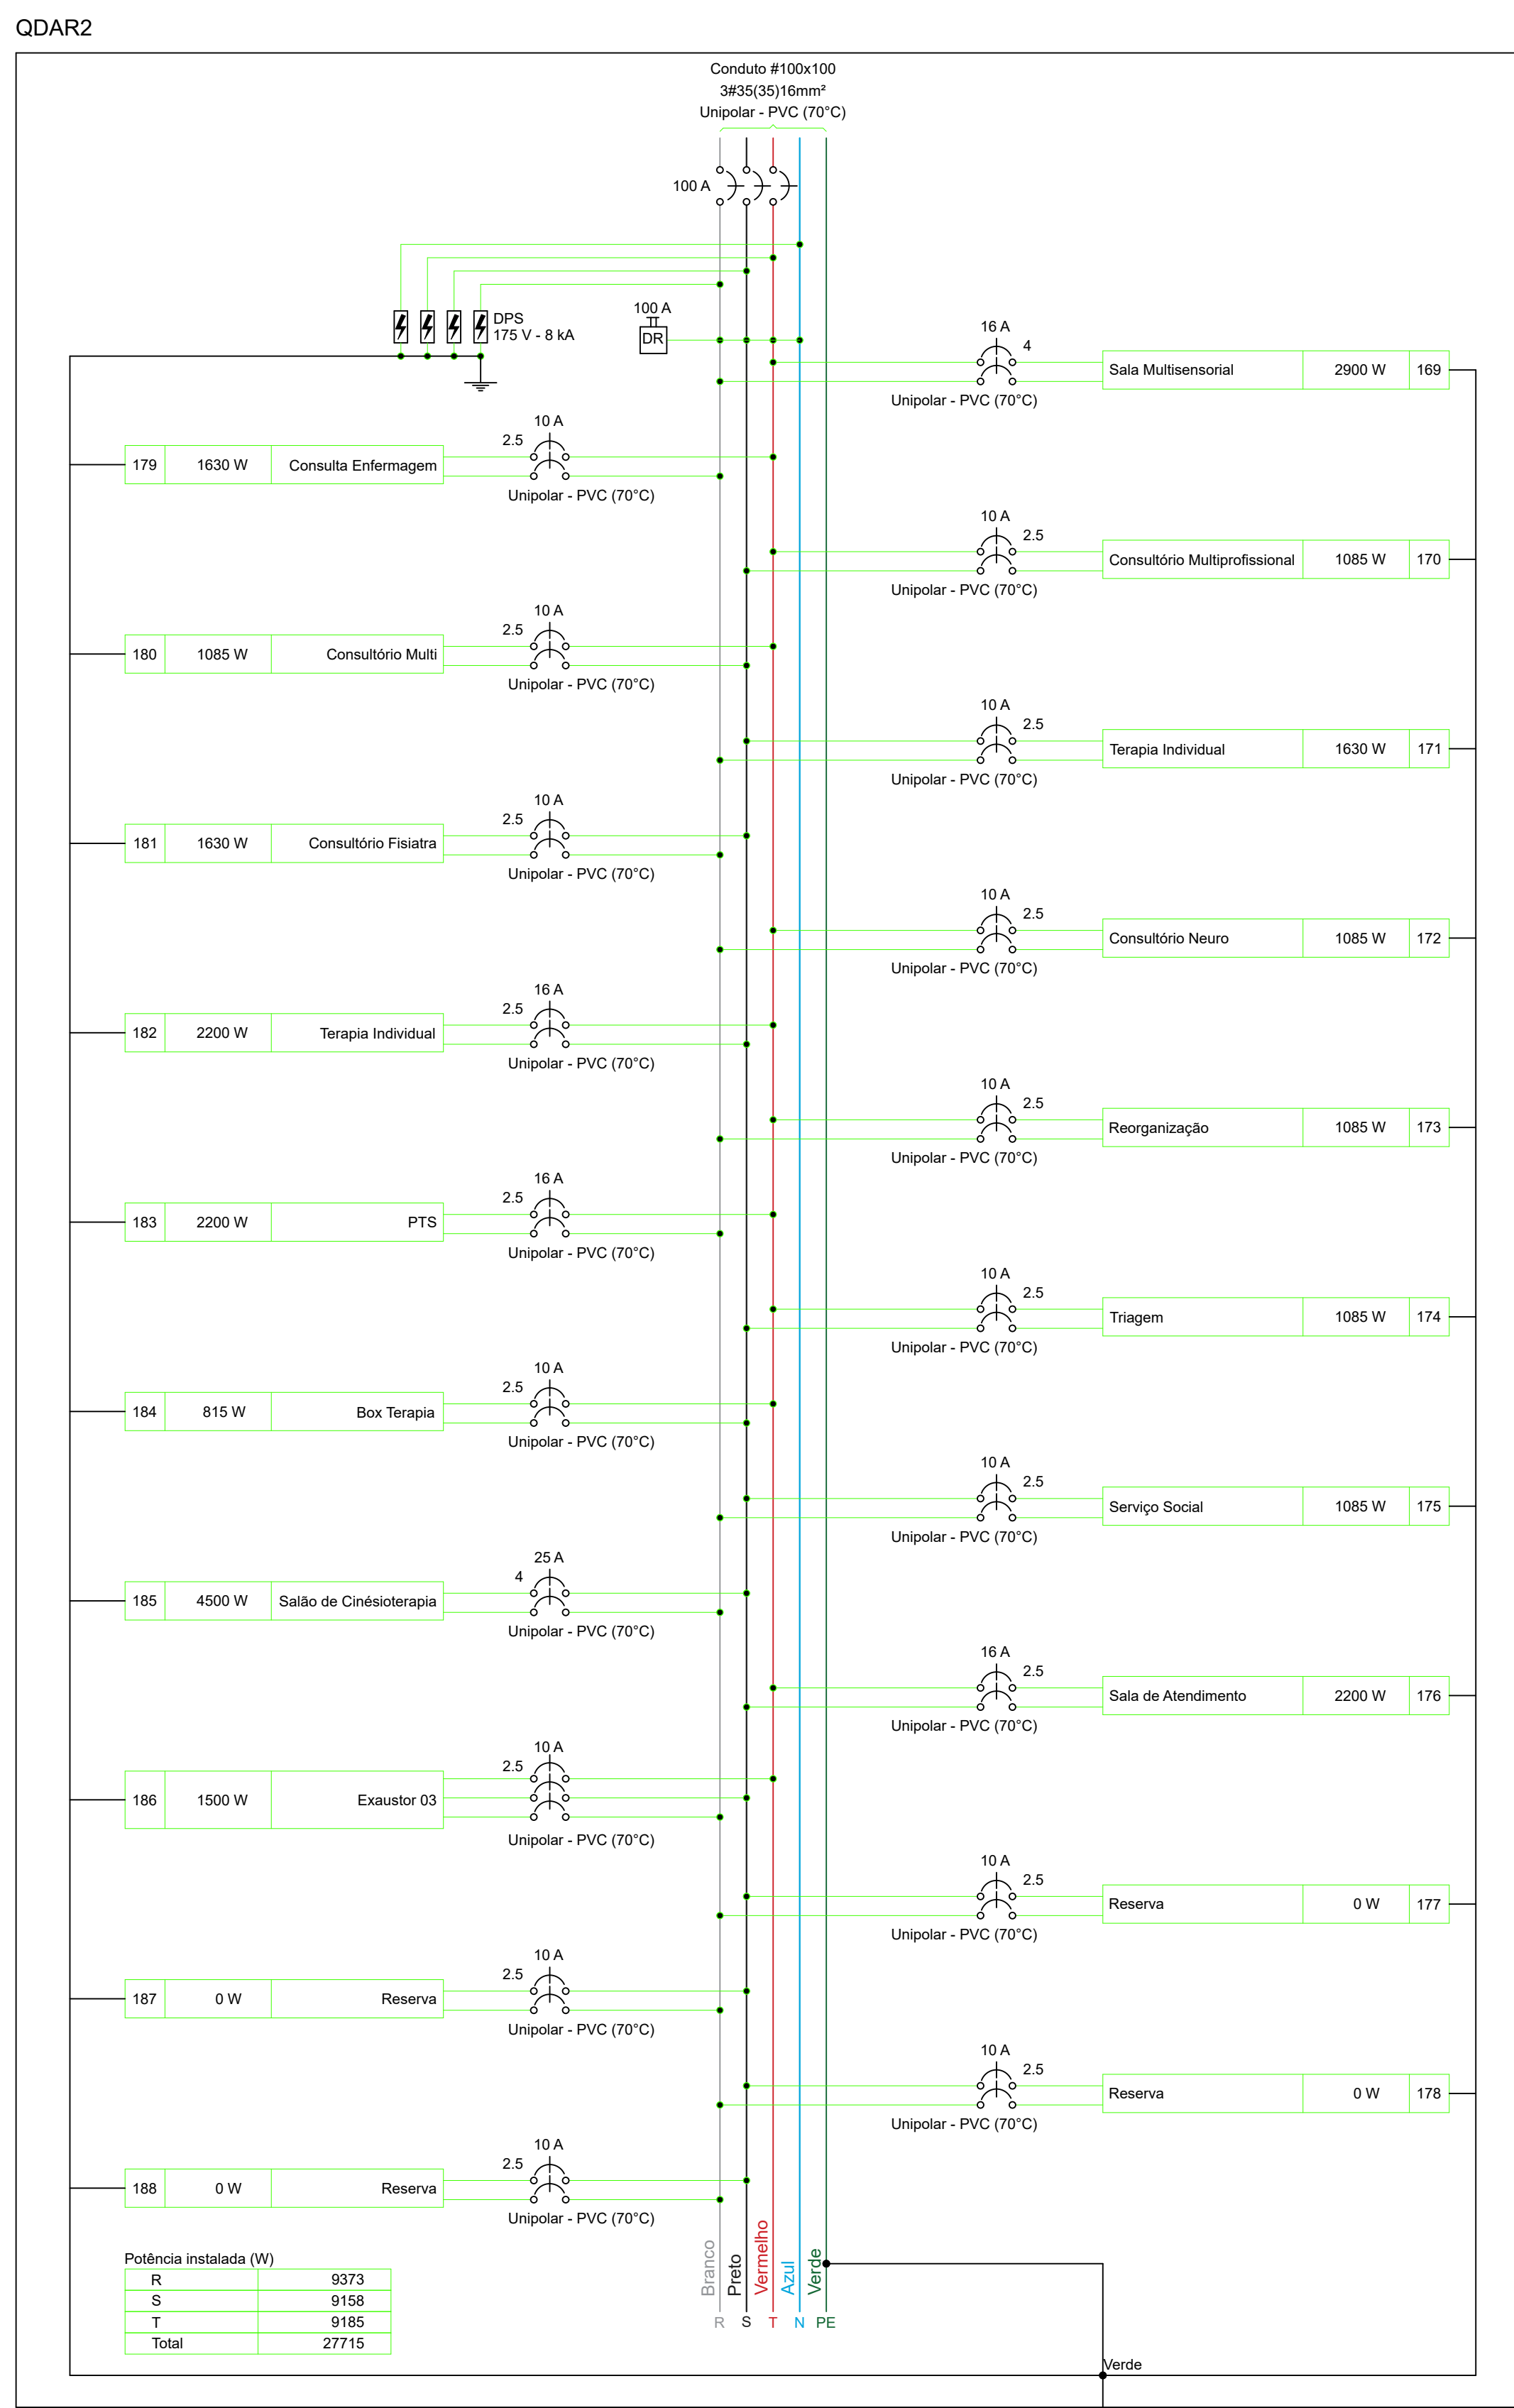 QDAR2
Conduto #100x100
3#35(35)16mm²
Unipolar - PVC (70°C)
100 A
DPS
175 V - 8 kA
100 A
DR
16 A
4
Sala Multisensorial 2900 W 169
Unipolar - PVC (70°C)
10 A
2.5
179 1630 W Consulta Enfermagem
Unipolar - PVC (70°C)
10 A
2.5
Consultório Multiprofissional 1085 W 170
Unipolar - PVC (70°C)
10 A
2.5
180 1085 W Consultório Multi
Unipolar - PVC (70°C)
10 A
2.5
Terapia Individual 1630 W 171
Unipolar - PVC (70°C)
10 A
2.5
181 1630 W Consultório Fisiatra
Unipolar - PVC (70°C)
10 A
2.5
Consultório Neuro 1085 W 172
Unipolar - PVC (70°C)
16 A
2.5
182 2200 W Terapia Individual
Unipolar - PVC (70°C)
10 A
2.5
Reorganização 1085 W 173
Unipolar - PVC (70°C)
16 A
2.5
183 2200 W PTS
Unipolar - PVC (70°C)
10 A
2.5
Triagem 1085 W 174
Unipolar - PVC (70°C)
10 A
2.5
184 815 W Box Terapia
Unipolar - PVC (70°C)
10 A
2.5
Serviço Social 1085 W 175
Unipolar - PVC (70°C)
25 A
4
185 4500 W Salão de Cinésioterapia
Unipolar - PVC (70°C)
16 A
2.5
Sala de Atendimento 2200 W 176
Unipolar - PVC (70°C)
10 A
2.5
186 1500 W Exaustor 03
Unipolar - PVC (70°C)
10 A
2.5
Reserva 0 W 177
Unipolar - PVC (70°C)
10 A
2.5
187 0 W Reserva
Unipolar - PVC (70°C)
10 A
2.5
Reserva 0 W 178
Unipolar - PVC (70°C)
10 A
2.5
188 0 W Reserva
Unipolar - PVC (70°C)
Branco
Preto
Vermelho
Azul
Verde
R S T N PE
Potência instalada (W)
R 9373
S 9158
T 9185
Total 27715
Verde